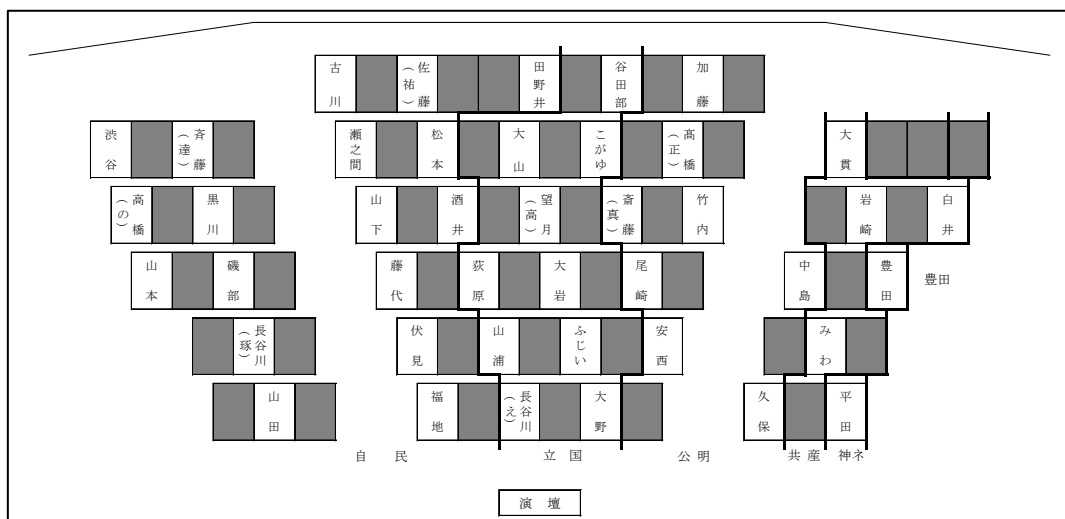 古川 佐藤(祐) 田野井 谷田部 加藤
渋谷 斉藤(達) 瀬之間 松本 大山 こがゆ 髙橋(正) 大貫
高橋(の) 黒川 山下 酒井 望月(高) 斎藤(真) 竹内 岩崎 白井
山本 磯部 藤代 荻原 大岩 尾崎 中島 豊田 豊田
長谷川(琢) 伏見 山浦 ふじい 安西 みわ
山田 福地 長谷川(え) 大野 久保 平田
自民 立国 公明 共産 神ネ
演壇